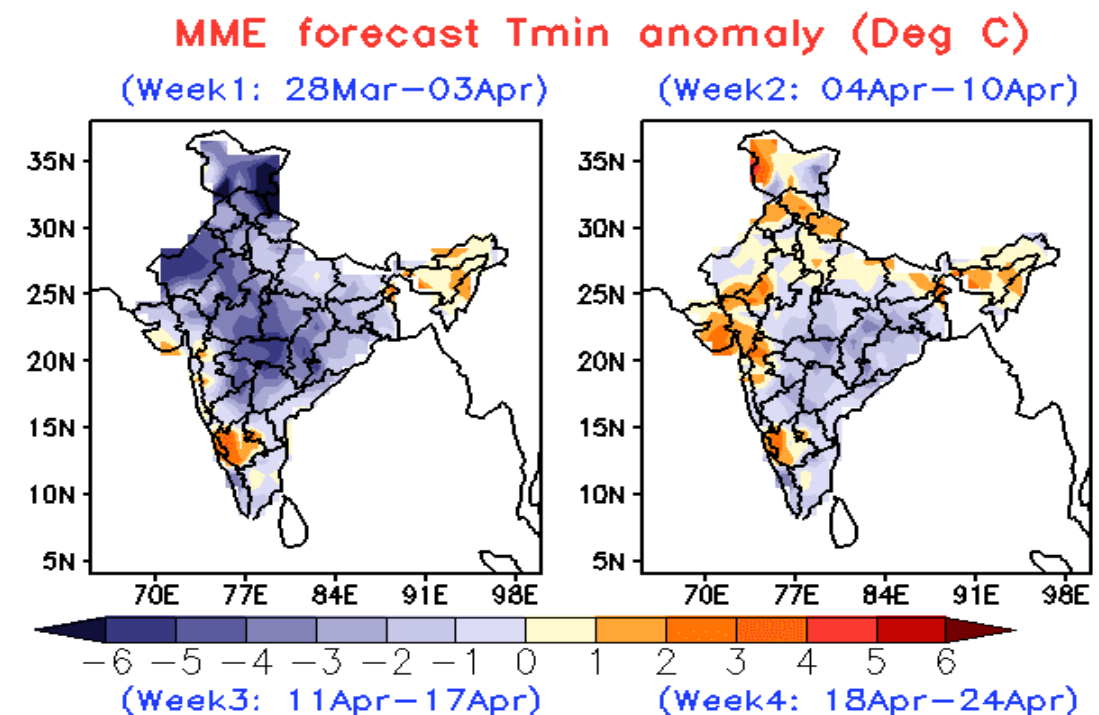 MME forecast Tmin anomaly (Deg C)
(Week1: 28Mar−03Apr) (Week2: 04Apr−10Apr)
35N 35N
30N 30N
25N 25N
20N 20N
15N 15N
10N 10N
5N 5N
70E 77E 84E 91E 98E 70E 77E 84E 91E 98E
−6 −5 −4 −3 −2 −1 0 1 2 3 4 5 6
(Week3: 11Apr−17Apr) (Week4: 18Apr−24Apr)